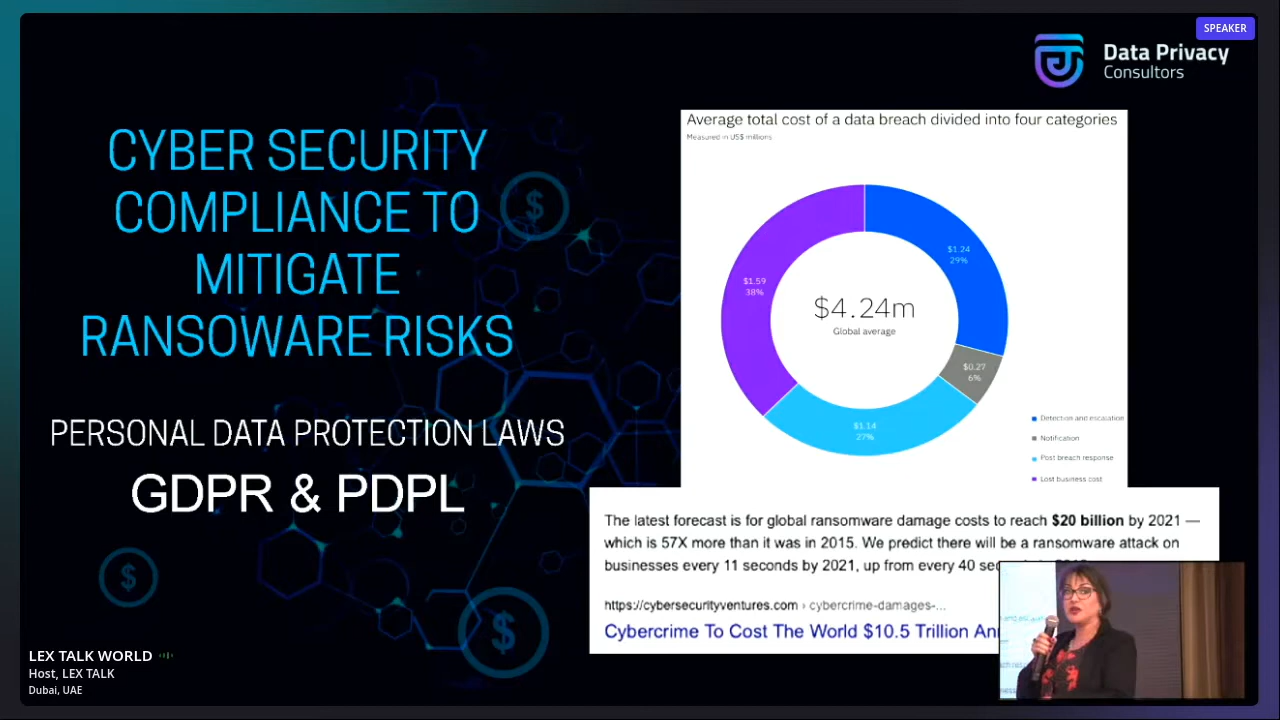 SPEAKER
Data Privacy
Consultors
CYBER SECURITY
COMPLIANCE TO
MITIGATE
RANSOWARE RISKS
PERSONAL DATA PROTECTION LAWS
GDPR & PDPL
Average total cost of a data breach divided into four categories
Measured in US$ millions
$1.24
29%
$1.59
38%
$4.24m
Global average
$0.27
6%
$1.14
27%
Detection and escalation
Notification
Post breach response
Lost business cost
The latest forecast is for global ransomware damage costs to reach $20 billion by 2021 —
which is 57X more than it was in 2015. We predict there will be a ransomware attack on
businesses every 11 seconds by 2021, up from every 40
https://cybersecurityventures.com › cybercrime-damages-...
Cybercrime To Cost The World $10.5 Trillion
LEX TALK WORLD
Host, LEX TALK
Dubai, UAE
$
$
$